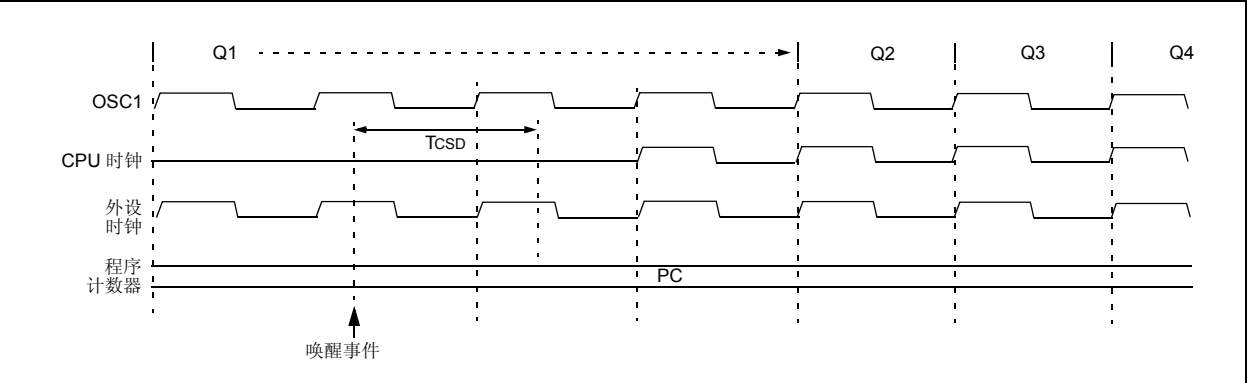 Q1
Q2
Q3
Q4
OSC1
TCSD
CPU 时钟
外设
时钟
程序
计数器
PC
唤醒事件